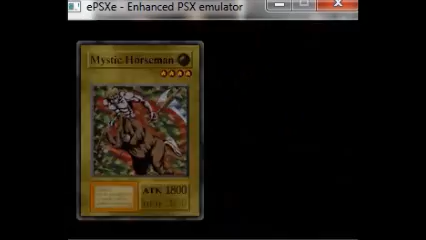 ePSXe - Enhanced PSX emulator
Mystic Horseman
ATK 1800